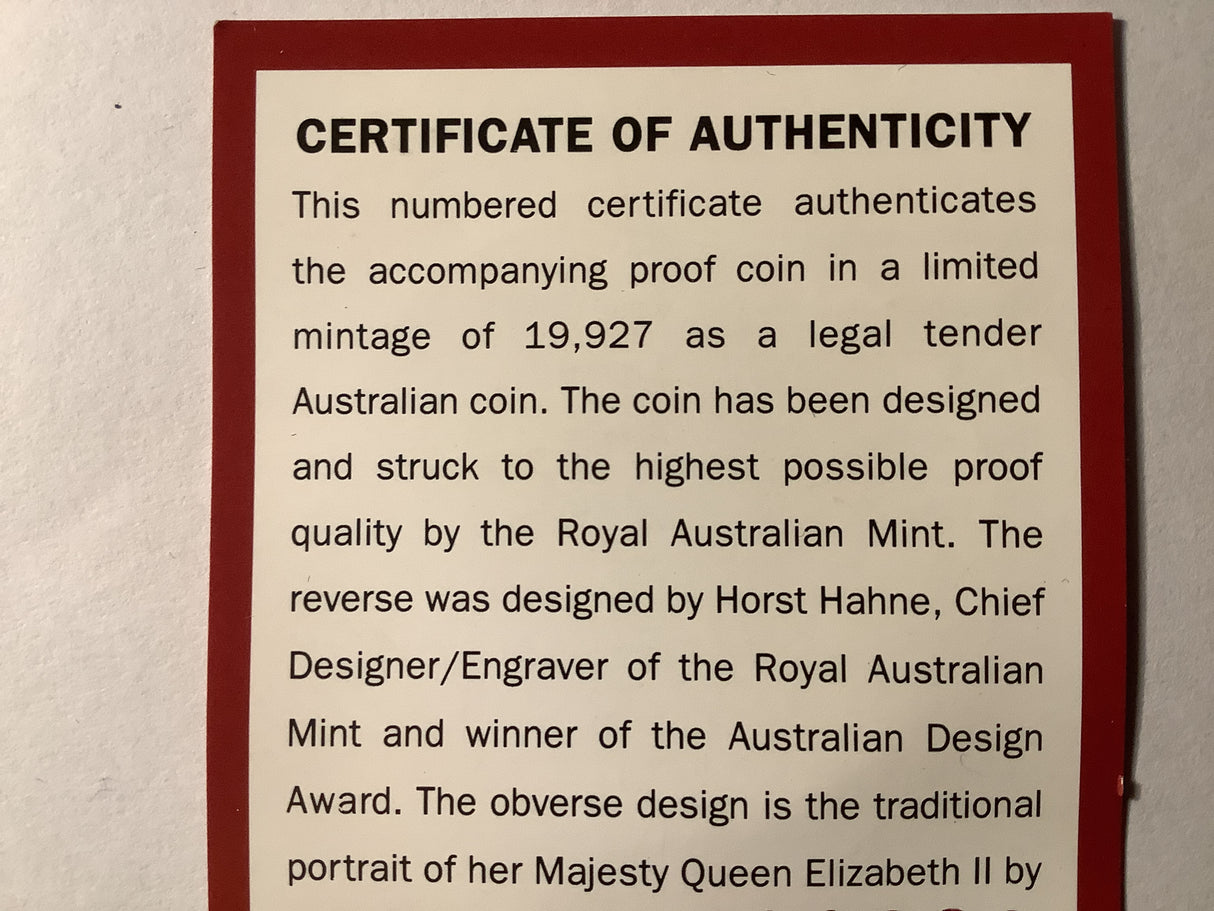 CERTIFICATE OF AUTHENTICITY
This numbered certificate authenticates
the accompanying proof coin in a limited
mintage of 19,927 as a legal tender
Australian coin. The coin has been designed
and struck to the highest possible proof
quality by the Royal Australian Mint. The
reverse was designed by Horst Hahne, Chief
Designer/Engraver of the Royal Australian
Mint and winner of the Australian Design
Award. The obverse design is the traditional
portrait of her Majesty Queen Elizabeth II by